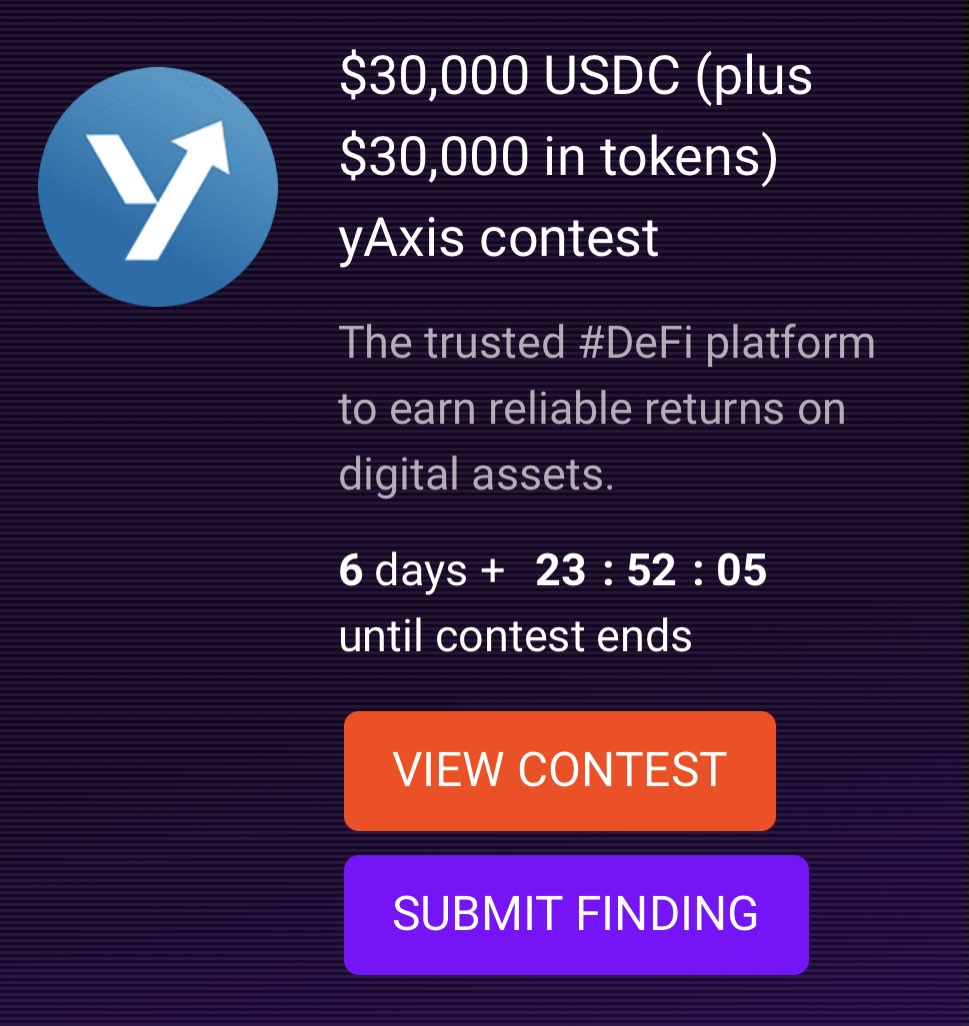 $30,000 USDC (plus
$30,000 in tokens)
yAxis contest
The trusted #DeFi platform
to earn reliable returns on
digital assets.
6 days + 23 : 52 : 05
until contest ends
VIEW CONTEST
SUBMIT FINDING